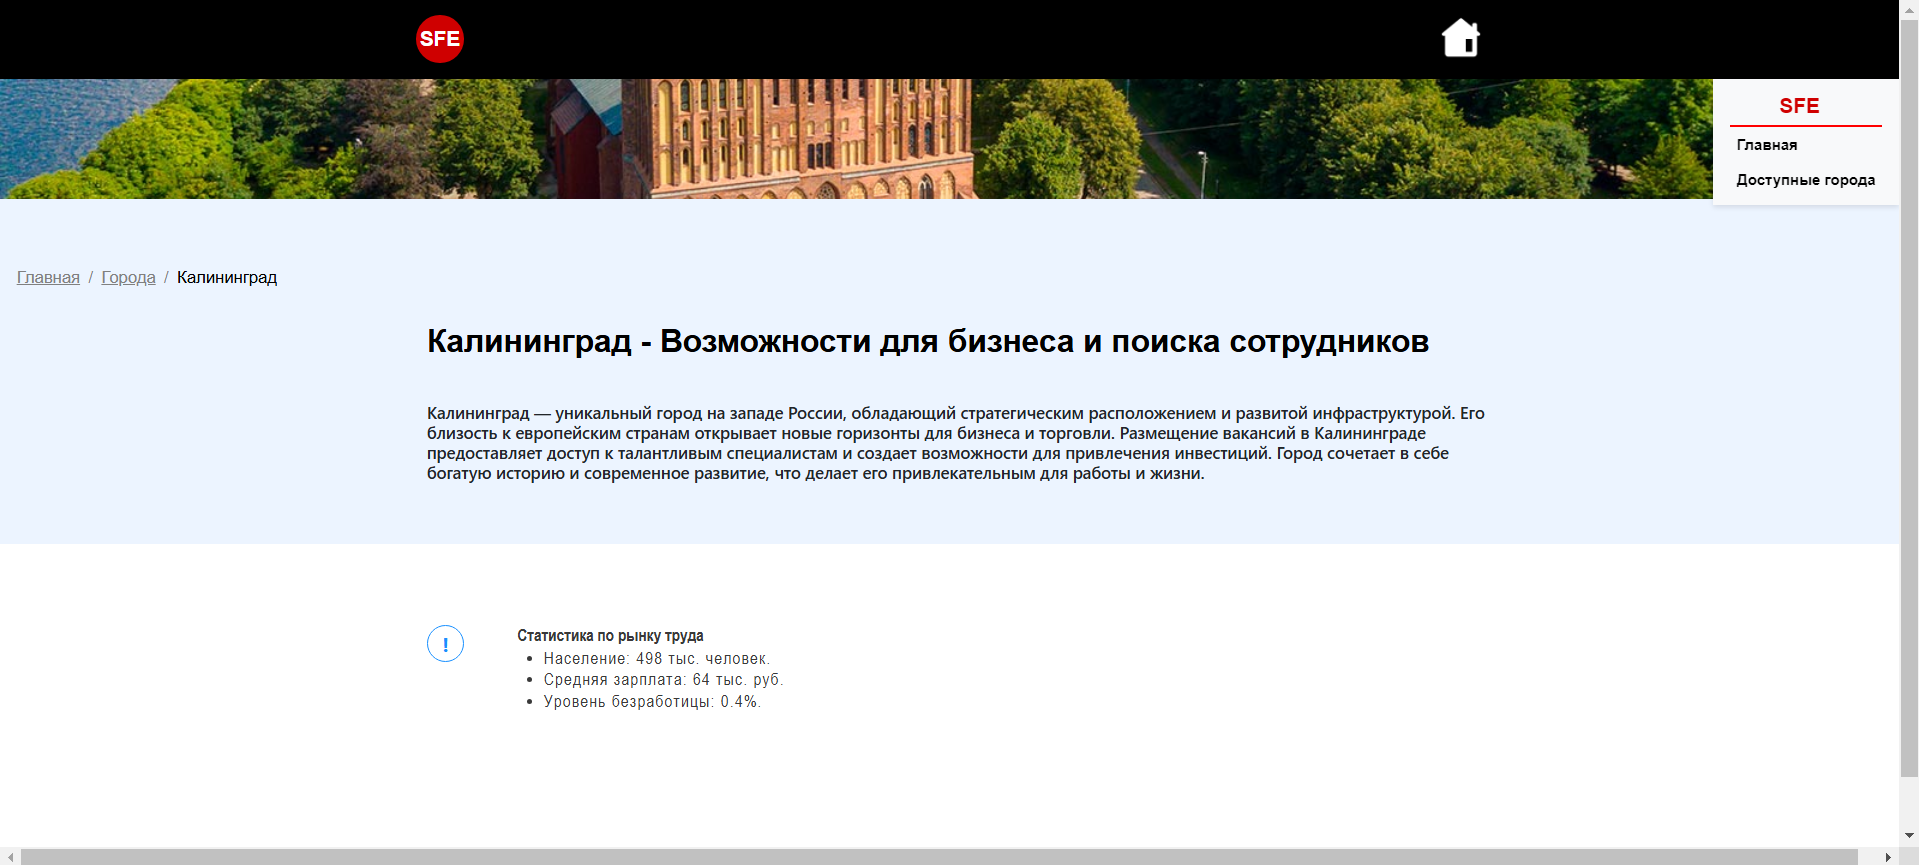 SFE
SFE
Главная
Доступные города
Главная / Города / Калининград
Калининград - Возможности для бизнеса и поиска сотрудников
Калининград — уникальный город на западе России, обладающий стратегическим расположением и развитой инфраструктурой. Его
близость к европейским странам открывает новые горизонты для бизнеса и торговли. Размещение вакансий в Калининграде
предоставляет доступ к талантливым специалистам и создает возможности для привлечения инвестиций. Город сочетает в себе
богатую историю и современное развитие, что делает его привлекательным для работы и жизни.
!
Статистика по рынку труда
• Население: 498 тыс. человек.
• Средняя зарплата: 64 тыс. руб.
• Уровень безработицы: 0.4%.